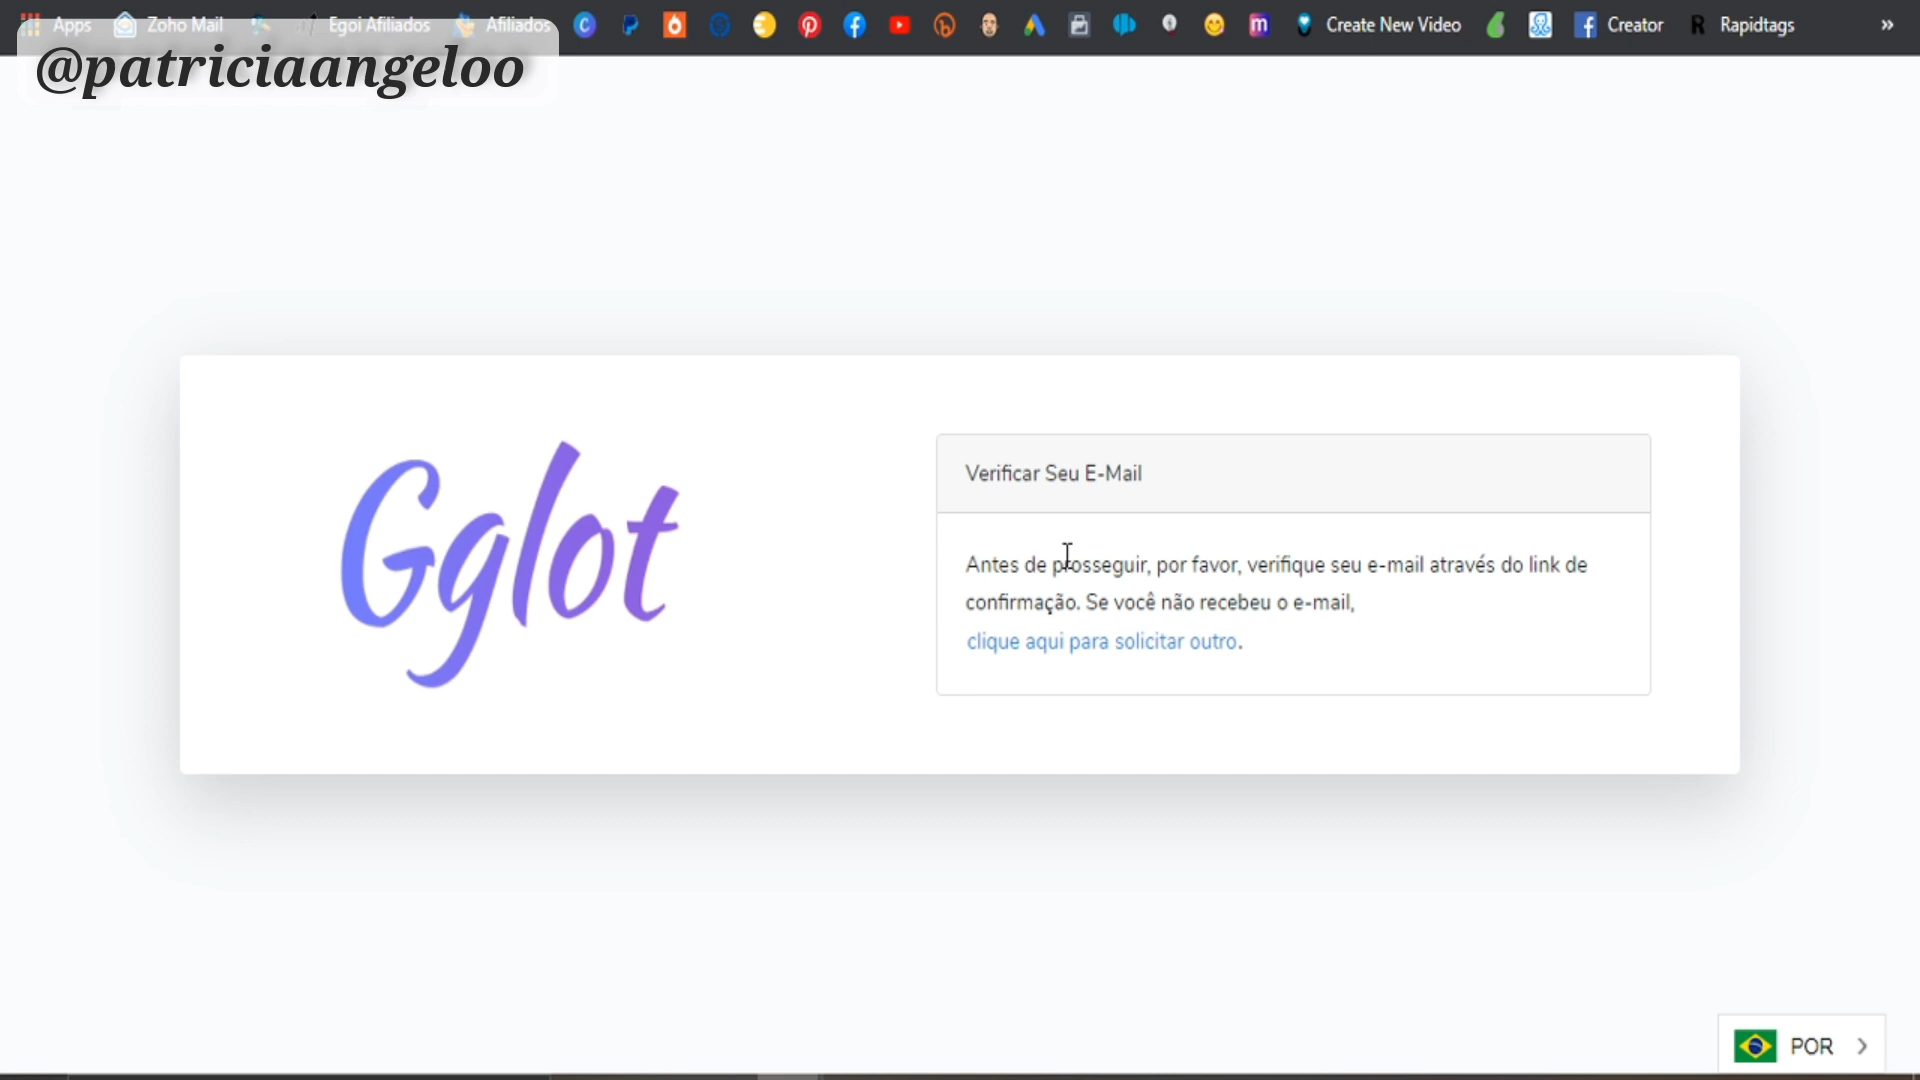 Apps Zoho Mail Egoi Afiliados Afiliados Create New Video Creator Rapidtags »
@patriciaangeloo
Gglot
Verificar Seu E-Mail
Antes de prosseguir, por favor, verifique seu e-mail através do link de
confirmação. Se você não recebeu o e-mail,
clique aqui para solicitar outro.
POR